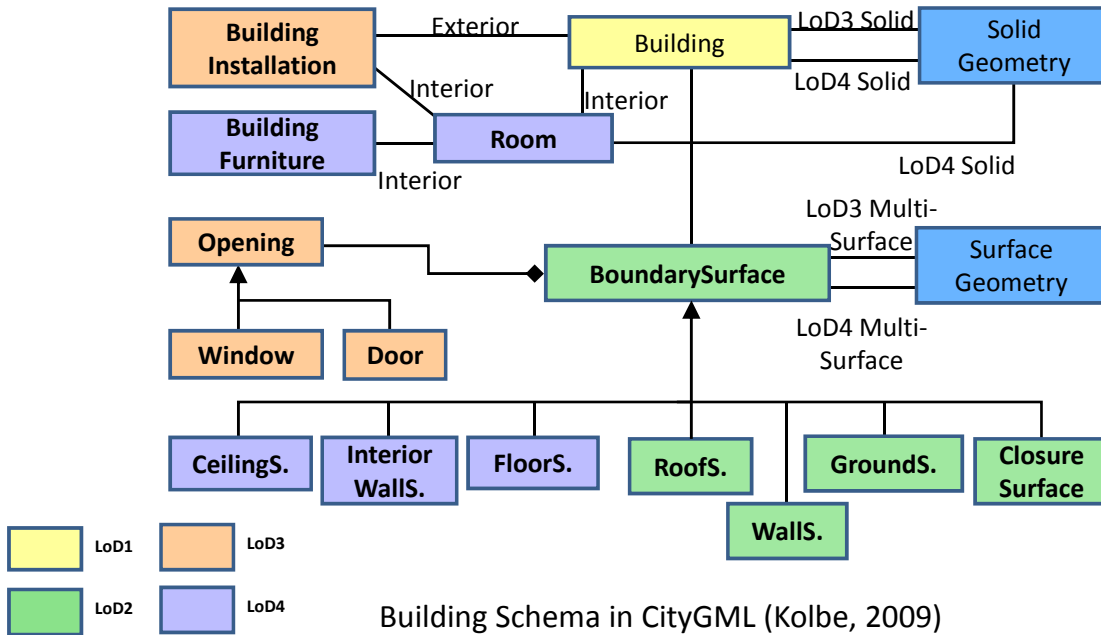 Building
Installation
Exterior
Building
LoD3 Solid
LoD4 Solid
Solid
Geometry
Interior
Interior
Building
Furniture
Room
Interior
LoD4 Solid
Opening
BoundarySurface
LoD3 Multi-
Surface
Surface
Geometry
LoD4 Multi-
Surface
Window
Door
CeilingS.
Interior
WallS.
FloorS.
RoofS.
WallS.
GroundS.
Closure
Surface
LoD1
LoD3
LoD2
LoD4
Building Schema in CityGML (Kolbe, 2009)